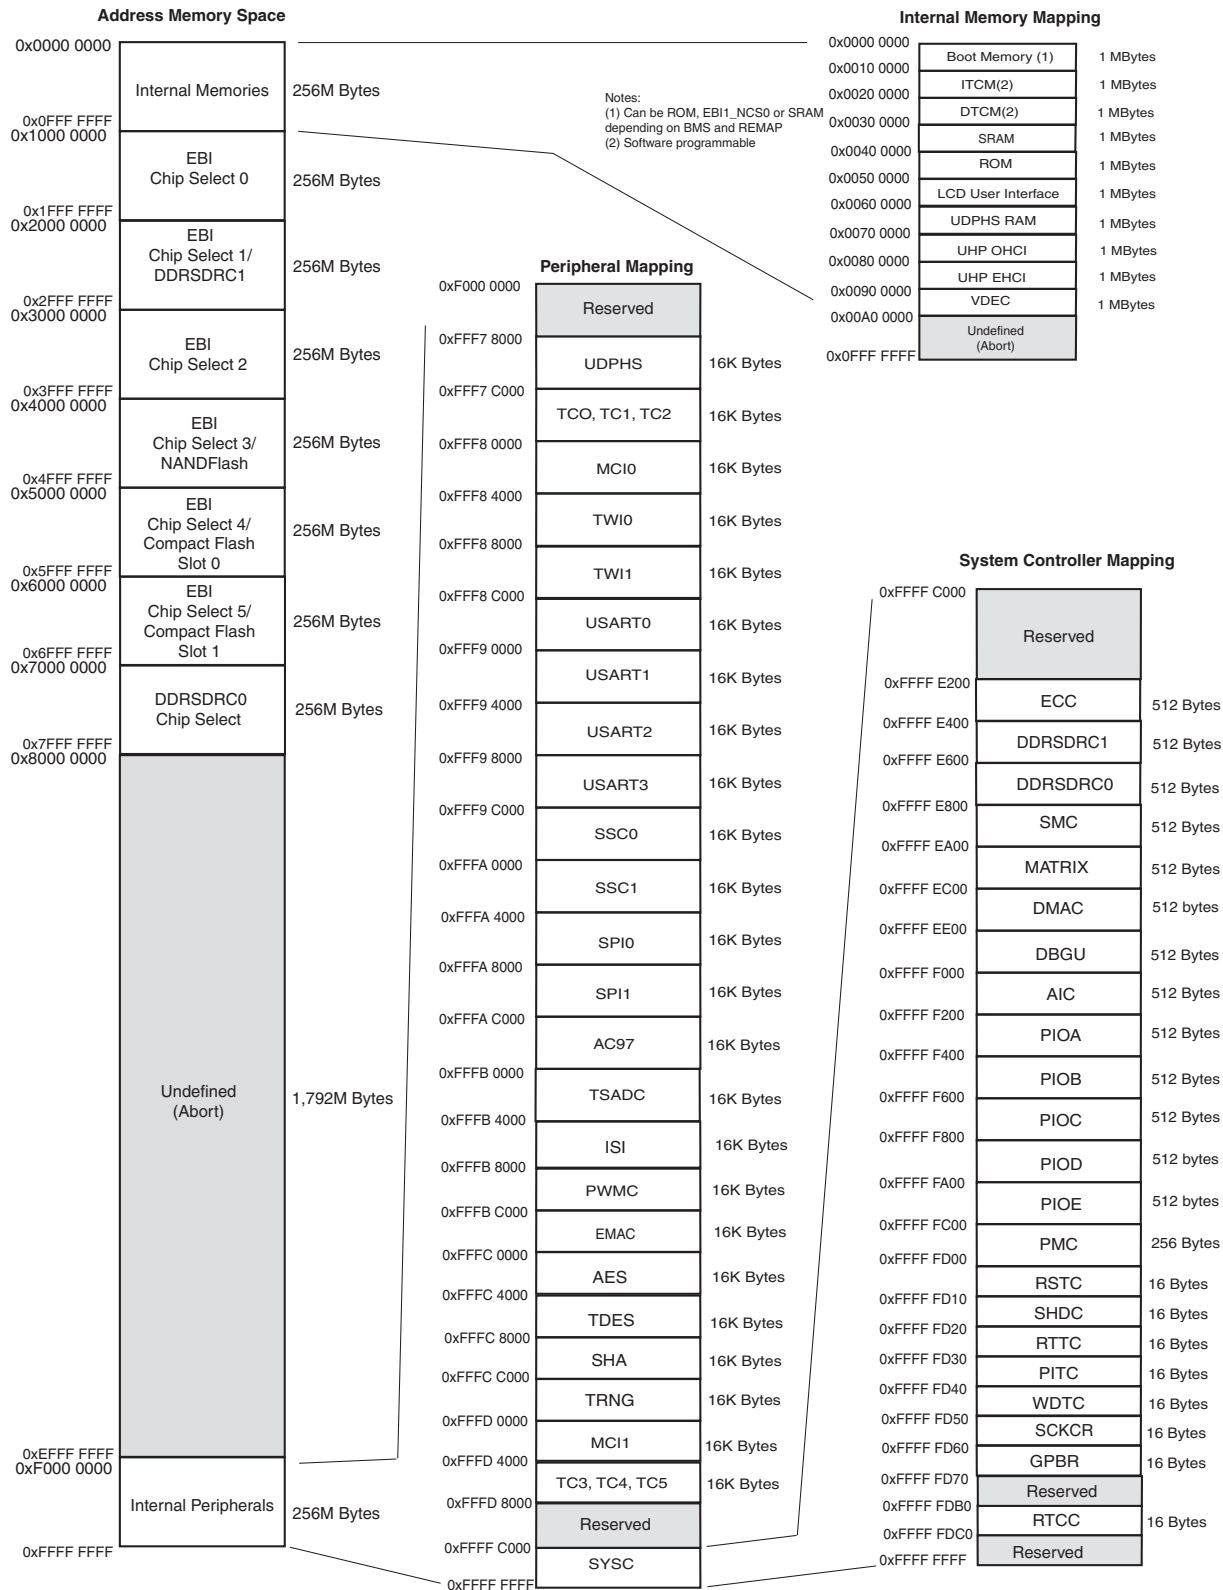 Address Memory Space
0x0000 0000
Internal Memories
256M Bytes
0x0FFF FFFF
0x1000 0000
EBI
Chip Select 0
256M Bytes
0x1FFF FFFF
0x2000 0000
EBI
Chip Select 1/
DDRSDRC1
256M Bytes
0x2FFF FFFF
0x3000 0000
EBI
Chip Select 2
256M Bytes
0x3FFF FFFF
0x4000 0000
EBI
Chip Select 3/
NANDFlash
256M Bytes
0x4FFF FFFF
0x5000 0000
EBI
Chip Select 4/
Compact Flash
Slot 0
256M Bytes
0x5FFF FFFF
0x6000 0000
EBI
Chip Select 5/
Compact Flash
Slot 1
256M Bytes
0x6FFF FFFF
0x7000 0000
DDRSDRC0
Chip Select
256M Bytes
0x7FFF FFFF
0x8000 0000
Undefined
(Abort)
1,792M Bytes
0xEFFF FFFF
0xF000 0000
Internal Peripherals
256M Bytes
0xFFFF FFFF
Peripheral Mapping
0xF000 0000
Reserved
0xFFF7 8000
UDPHS
16K Bytes
0xFFF7 C000
TCO, TC1, TC2
16K Bytes
0xFFF8 0000
MCI0
16K Bytes
0xFFF8 4000
TWI0
16K Bytes
0xFFF8 8000
TWI1
16K Bytes
0xFFF8 C000
USART0
16K Bytes
0xFFF9 0000
USART1
16K Bytes
0xFFF9 4000
USART2
16K Bytes
0xFFF9 8000
USART3
16K Bytes
0xFFF9 C000
SSC0
16K Bytes
0xFFFA 0000
SSC1
16K Bytes
0xFFFA 4000
SPI0
16K Bytes
0xFFFA 8000
SPI1
16K Bytes
0xFFFA C000
AC97
16K Bytes
0xFFFB 0000
TSADC
16K Bytes
0xFFFB 4000
ISI
16K Bytes
0xFFFB 8000
PWMC
16K Bytes
0xFFFB C000
EMAC
16K Bytes
0xFFFC 0000
AES
16K Bytes
0xFFFC 4000
TDES
16K Bytes
0xFFFC 8000
SHA
16K Bytes
0xFFFC C000
TRNG
16K Bytes
0xFFFD 0000
MCI1
16K Bytes
0xFFFD 4000
TC3, TC4, TC5
16K Bytes
0xFFFD 8000
Reserved
0xFFFF C000
SYSC
0xFFFF FFFF
Notes:
(1) Can be ROM, EBI1_NCS0 or SRAM
depending on BMS and REMAP
(2) Software programmable
Internal Memory Mapping
0x0000 0000
Boot Memory (1)
1 MBytes
0x0010 0000
ITCM(2)
1 MBytes
0x0020 0000
DTCM(2)
1 MBytes
0x0030 0000
SRAM
1 MBytes
0x0040 0000
ROM
1 MBytes
0x0050 0000
LCD User Interface
1 MBytes
0x0060 0000
UDPHS RAM
1 MBytes
0x0070 0000
UHP OHCI
1 MBytes
0x0080 0000
UHP EHCI
1 MBytes
0x0090 0000
VDEC
1 MBytes
0x00A0 0000
Undefined
(Abort)
0x0FFF FFFF
System Controller Mapping
0xFFFF C000
Reserved
0xFFFF E200
ECC
512 Bytes
0xFFFF E400
DDRSDRC1
512 Bytes
0xFFFF E600
DDRSDRC0
512 Bytes
0xFFFF E800
SMC
512 Bytes
0xFFFF EA00
MATRIX
512 Bytes
0xFFFF EC00
DMAC
512 bytes
0xFFFF EE00
DBGU
512 Bytes
0xFFFF F000
AIC
512 Bytes
0xFFFF F200
PIOA
512 Bytes
0xFFFF F400
PIOB
512 Bytes
0xFFFF F600
PIOC
512 Bytes
0xFFFF F800
PIOD
512 bytes
0xFFFF FA00
PIOE
512 bytes
0xFFFF FC00
PMC
256 Bytes
0xFFFF FD00
RSTC
16 Bytes
0xFFFF FD10
SHDC
16 Bytes
0xFFFF FD20
RTTC
16 Bytes
0xFFFF FD30
PITC
16 Bytes
0xFFFF FD40
WDTC
16 Bytes
0xFFFF FD50
SCKCR
16 Bytes
0xFFFF FD60
GPBR
16 Bytes
0xFFFF FD70
Reserved
0xFFFF FDB0
RTCC
16 Bytes
0xFFFF FDC0
Reserved
0xFFFF FFFF